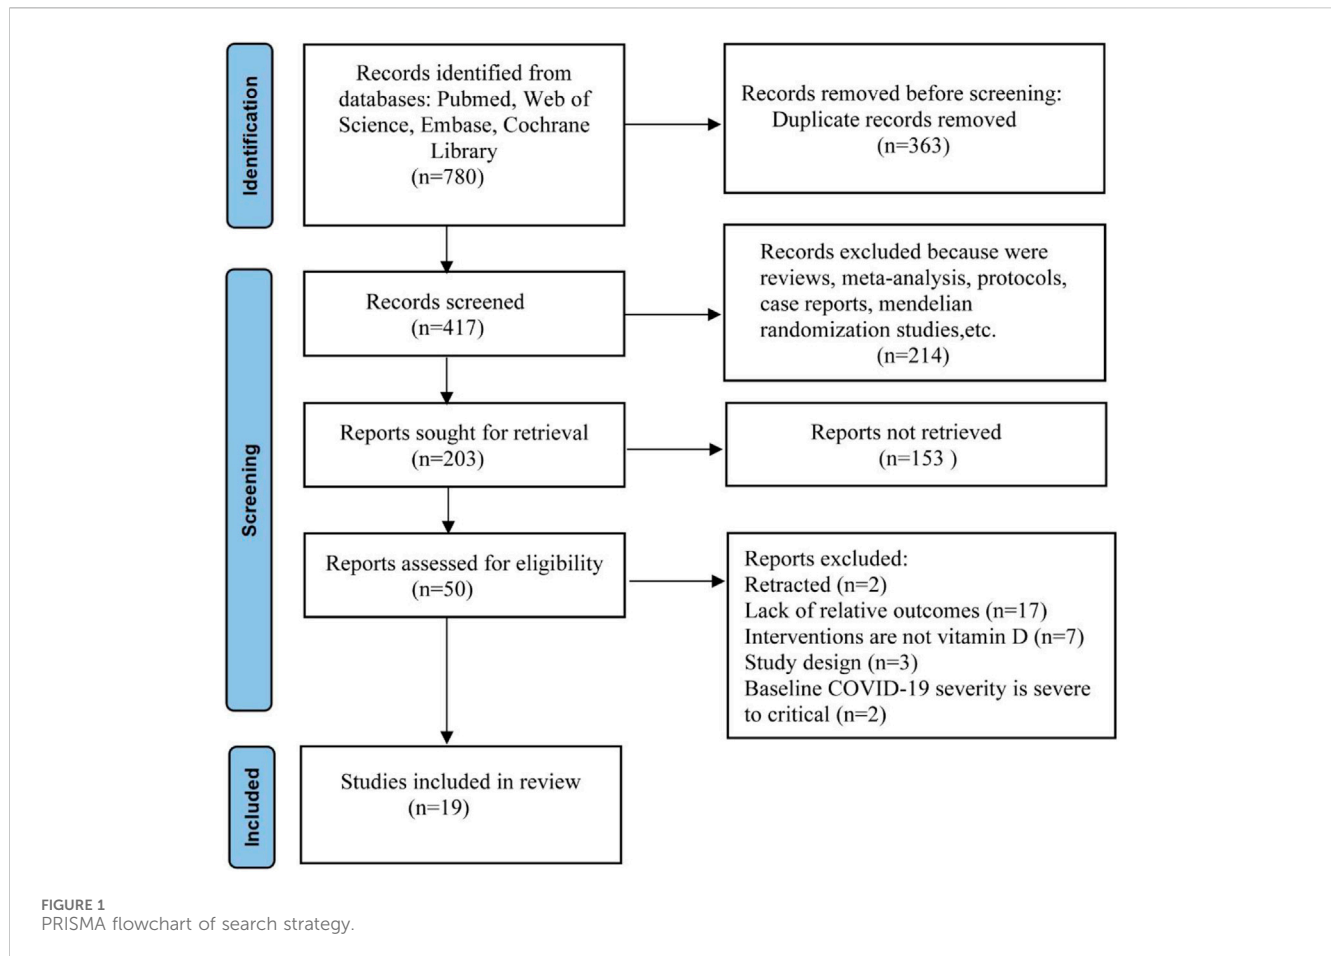 Identification
Records identified from
databases: Pubmed, Web of
Science, Embase, Cochrane
Library
(n=780)
Records removed before screening:
Duplicate records removed
(n=363)
Screening
Records screened
(n=417)
Records excluded because were
reviews, meta-analysis, protocols,
case reports, mendelian
randomization studies,etc.
(n=214)
Reports sought for retrieval
(n=203)
Reports not retrieved
(n=153 )
Reports assessed for eligibility
(n=50)
Reports excluded:
Retracted (n=2)
Lack of relative outcomes (n=17)
Interventions are not vitamin D (n=7)
Study design (n=3)
Baseline COVID-19 severity is severe
to critical (n=2)
Included
Studies included in review
(n=19)
FIGURE 1
PRISMA flowchart of search strategy.